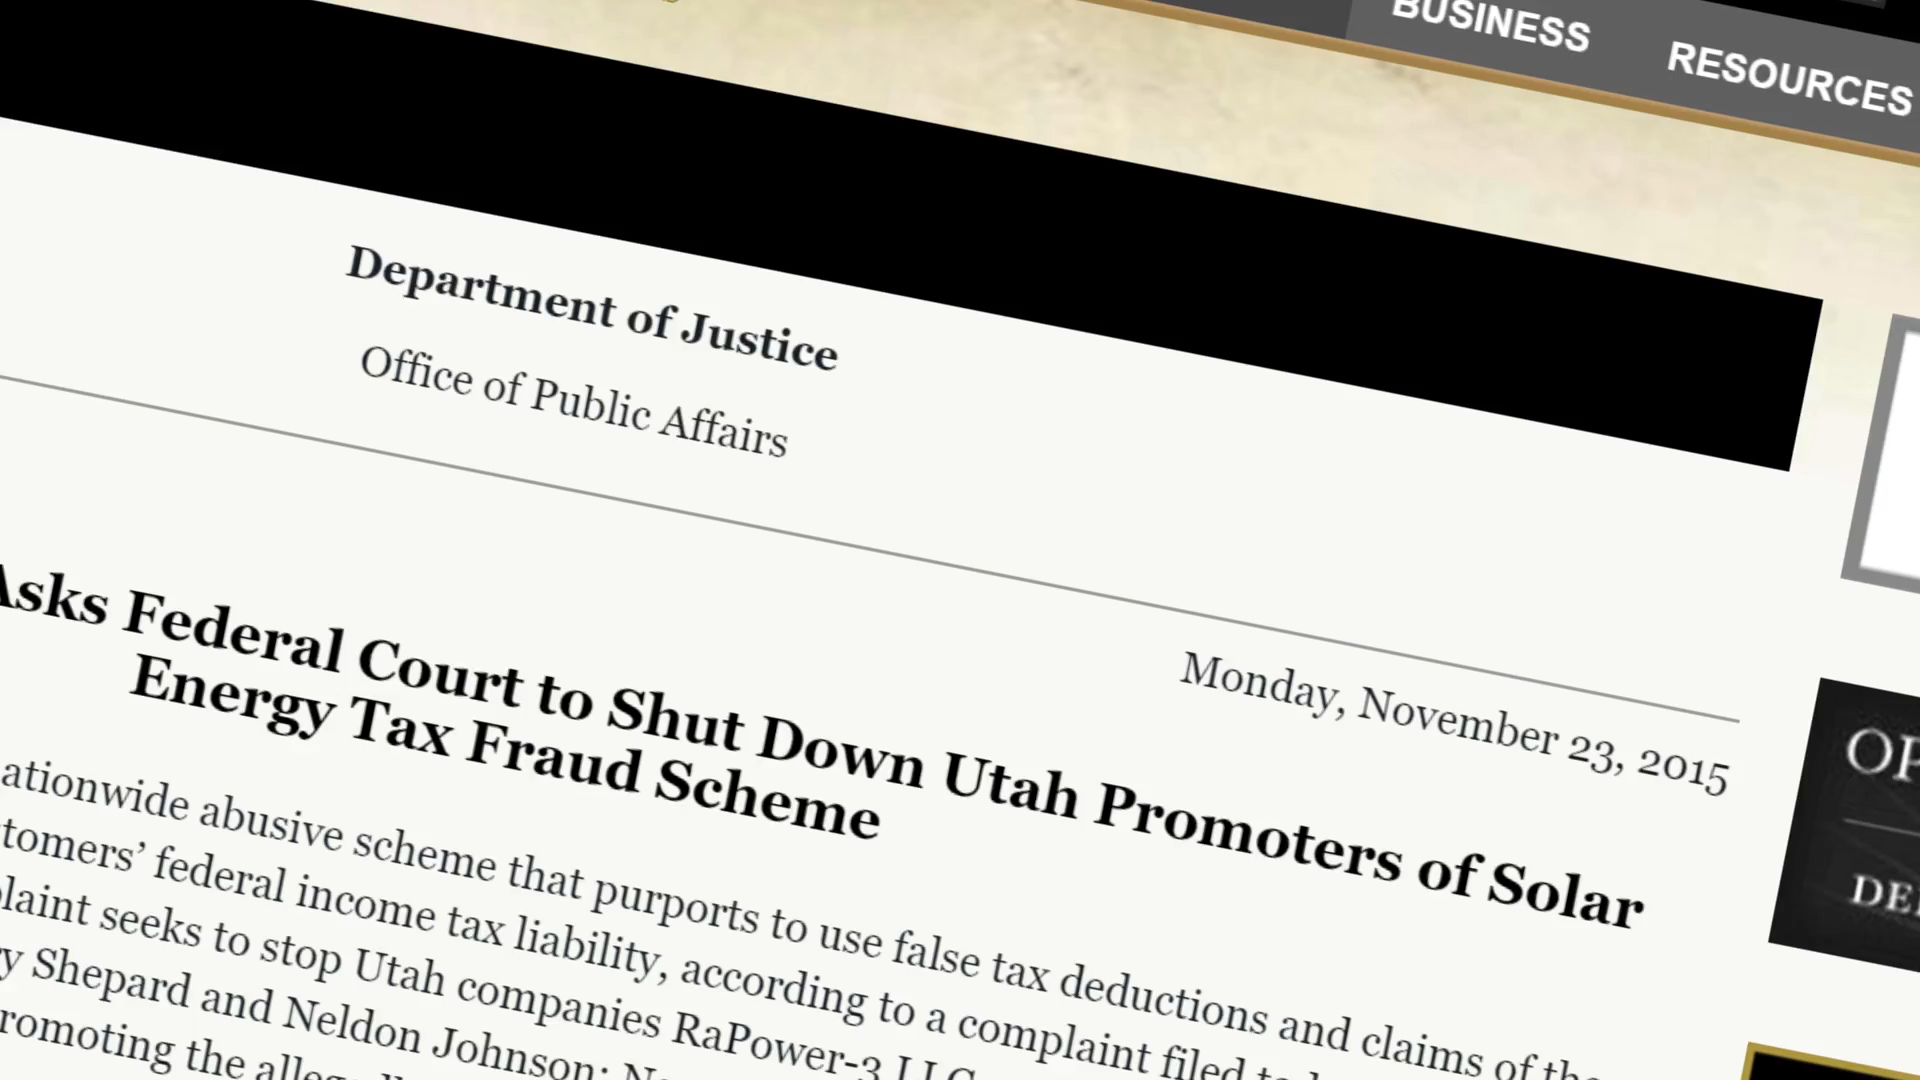 BUSINESS RESOURCES
Department of Justice
Office of Public Affairs
Monday, November 23, 2015
Asks Federal Court to Shut Down Utah Promoters of Solar
Energy Tax Fraud Scheme
ationwide abusive scheme that purports to use false tax deductions and claims of the
tomers’ federal income tax liability, according to a complaint filed to
laint seeks to stop Utah companies RaPower-3 LLC
y Shepard and Neldon Johnson;
romoting the
OP
DE